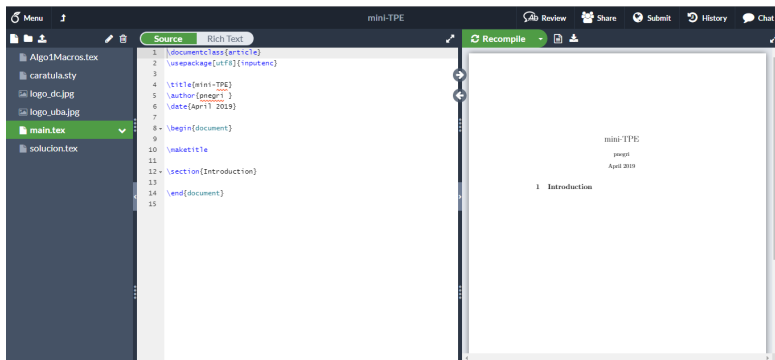 Menu
mini-TPE
Review
Share
Submit
History
Chat
Source
Rich Text
Recompile
Algo1Macros.tex
caratula.sty
logo_dc.jpg
logo_uba.jpg
main.tex
solucion.tex
1 \documentclass{article}
2 \usepackage[utf8]{inputenc}
3
4 \title{mini-TPE}
5 \author{pnegri }
6 \date{April 2019}
7
8 \begin{document}
9
10 \maketitle
11
12 \section{Introduction}
13
14 \end{document}
15
mini-TPE
pnegri
April 2019
1 Introduction